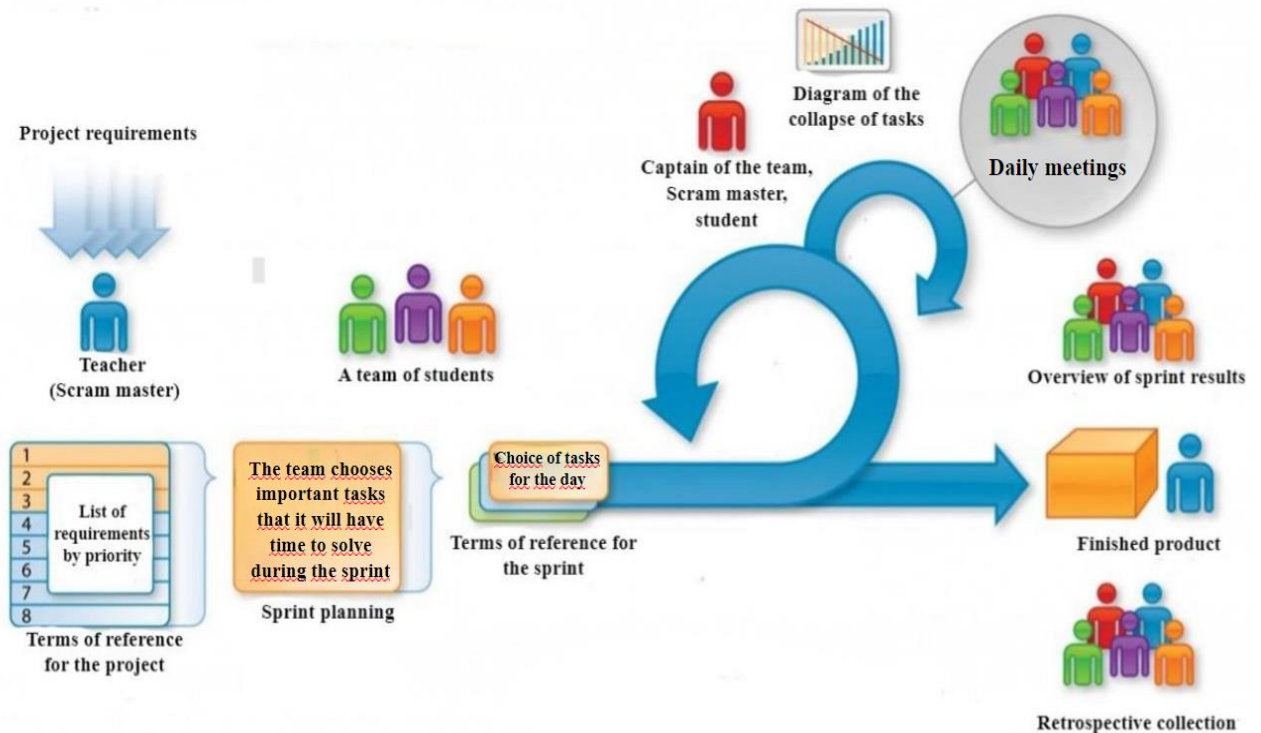 Project requirements
Teacher
(Scram master)
A team of students
Captain of the team,
Scram master,
student
Diagram of the
collapse of tasks
Daily meetings
Overview of sprint results
1
2
3
4
5
6
7
8
List of
requirements
by priority
Terms of reference
for the project
The team chooses
important tasks
that it will have
time to solve
during the sprint
Sprint planning
Choice of tasks
for the day
Terms of reference for
the sprint
Finished product
Retrospective collection